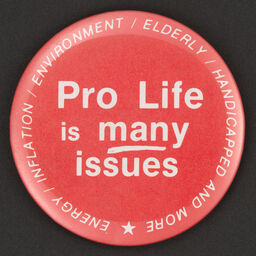 ENERGY / INFLATION / ENVIRONMENT / ELDERLY / HANDICAPPED AND MORE ★
Pro Life
is many
issues